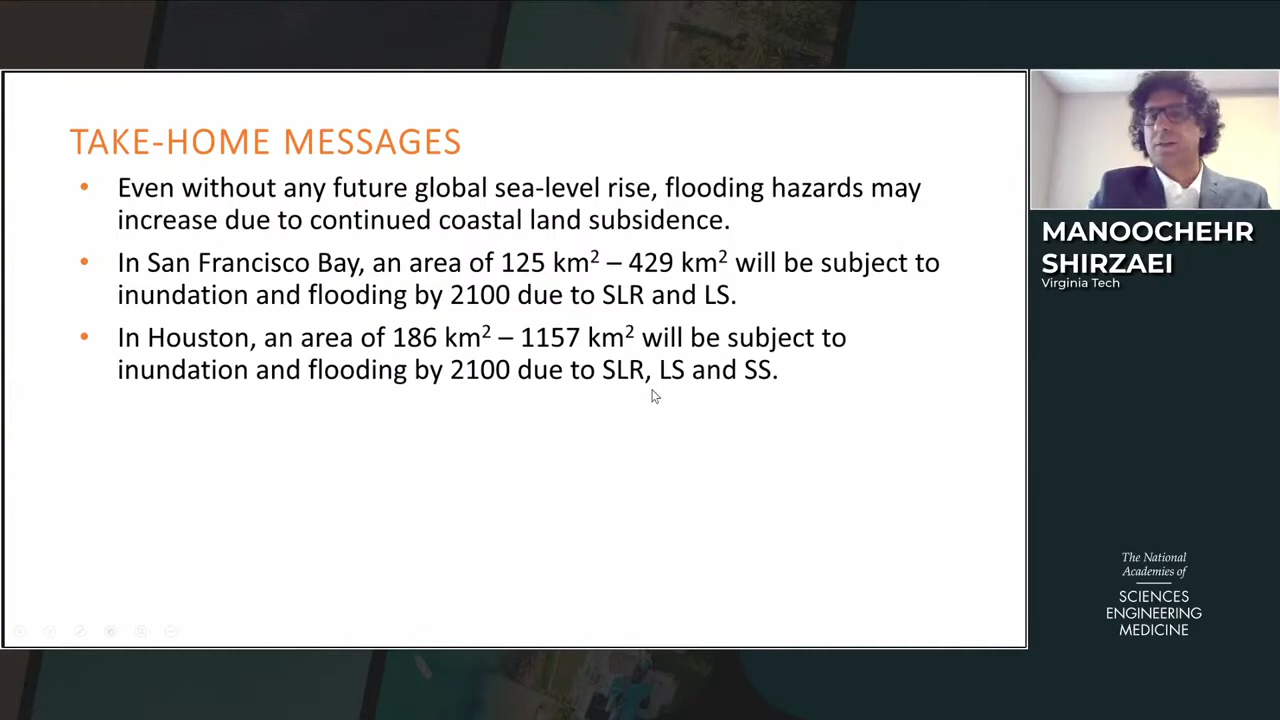 TAKE-HOME MESSAGES
• Even without any future global sea-level rise, flooding hazards may
increase due to continued coastal land subsidence.
• In San Francisco Bay, an area of 125 km² – 429 km² will be subject to
inundation and flooding by 2100 due to SLR and LS.
• In Houston, an area of 186 km² – 1157 km² will be subject to
inundation and flooding by 2100 due to SLR, LS and SS.
MANOOCHEHR
SHIRZAEI
Virginia Tech
The National
Academies of
SCIENCES
ENGINEERING
MEDICINE